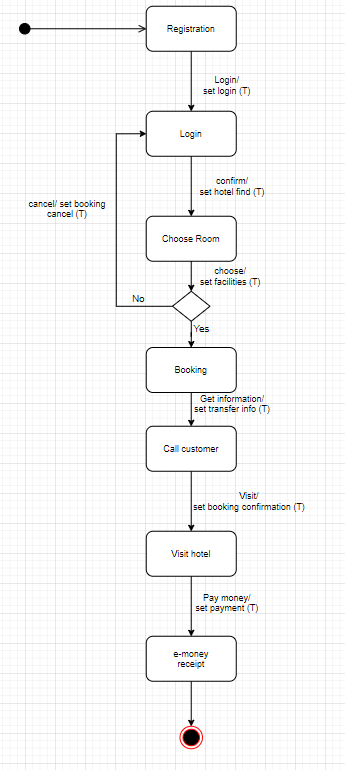 Registration
Login/
set login (T)
Login
confirm/
set hotel find (T)
cancel/ set booking
cancel (T)
Choose Room
choose/
set facilities (T)
No
Yes
Booking
Get information/
set transfer info (T)
Call customer
Visit/
set booking confirmation (T)
Visit hotel
Pay money/
set payment (T)
e-money
receipt